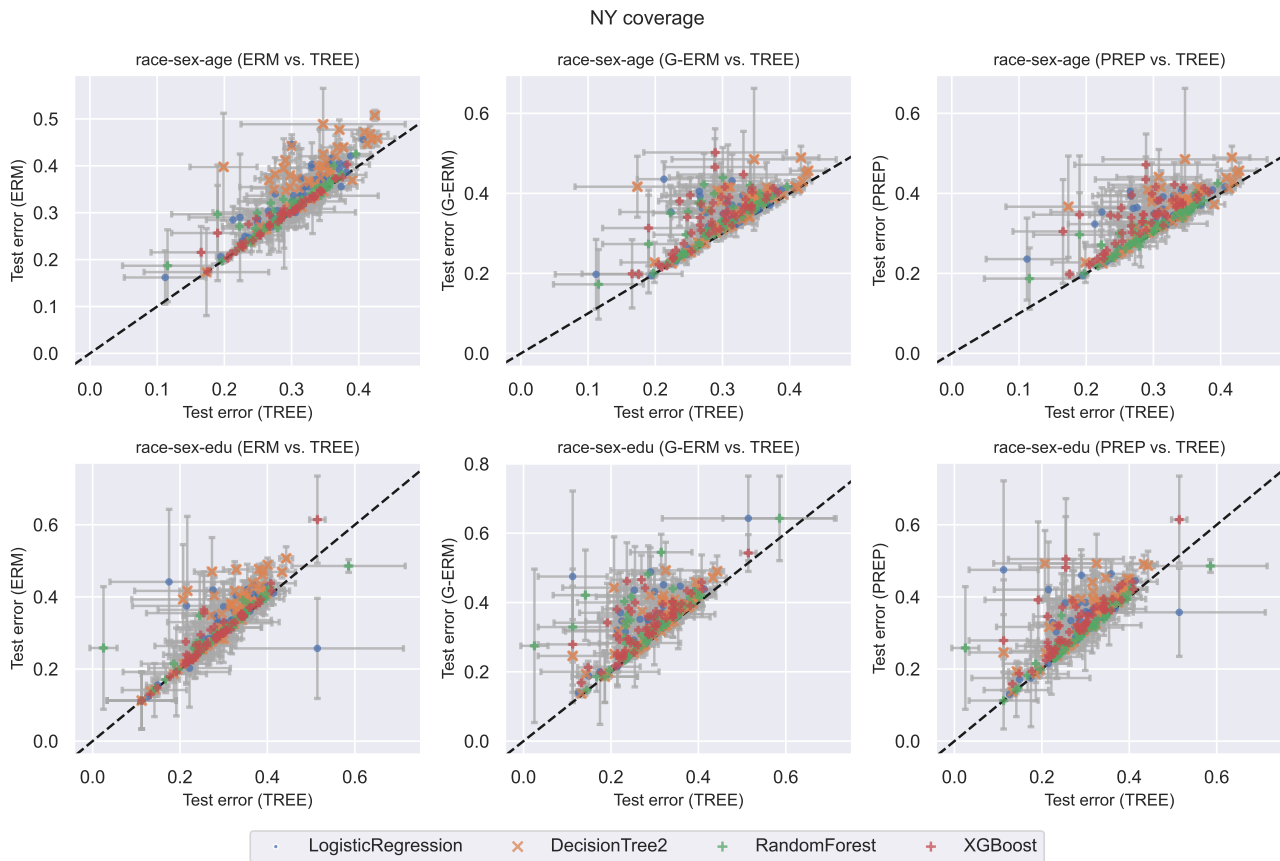 NY coverage
race-sex-age (ERM vs. TREE)
race-sex-age (G-ERM vs. TREE)
race-sex-age (PREP vs. TREE)
Test error (ERM)
0.5
0.4
0.3
0.2
0.1
0.0
0.0 0.1 0.2 0.3 0.4
Test error (TREE)
Test error (G-ERM)
0.6
0.4
0.2
0.0
0.0 0.1 0.2 0.3 0.4
Test error (TREE)
Test error (PREP)
0.6
0.4
0.2
0.0
0.0 0.1 0.2 0.3 0.4
Test error (TREE)
race-sex-edu (ERM vs. TREE)
race-sex-edu (G-ERM vs. TREE)
race-sex-edu (PREP vs. TREE)
Test error (ERM)
0.6
0.4
0.2
0.0
0.0 0.2 0.4 0.6
Test error (TREE)
Test error (G-ERM)
0.8
0.6
0.4
0.2
0.0
0.0 0.2 0.4 0.6
Test error (TREE)
Test error (PREP)
0.6
0.4
0.2
0.0
0.0 0.2 0.4 0.6
Test error (TREE)
LogisticRegression DecisionTree2 RandomForest XGBoost